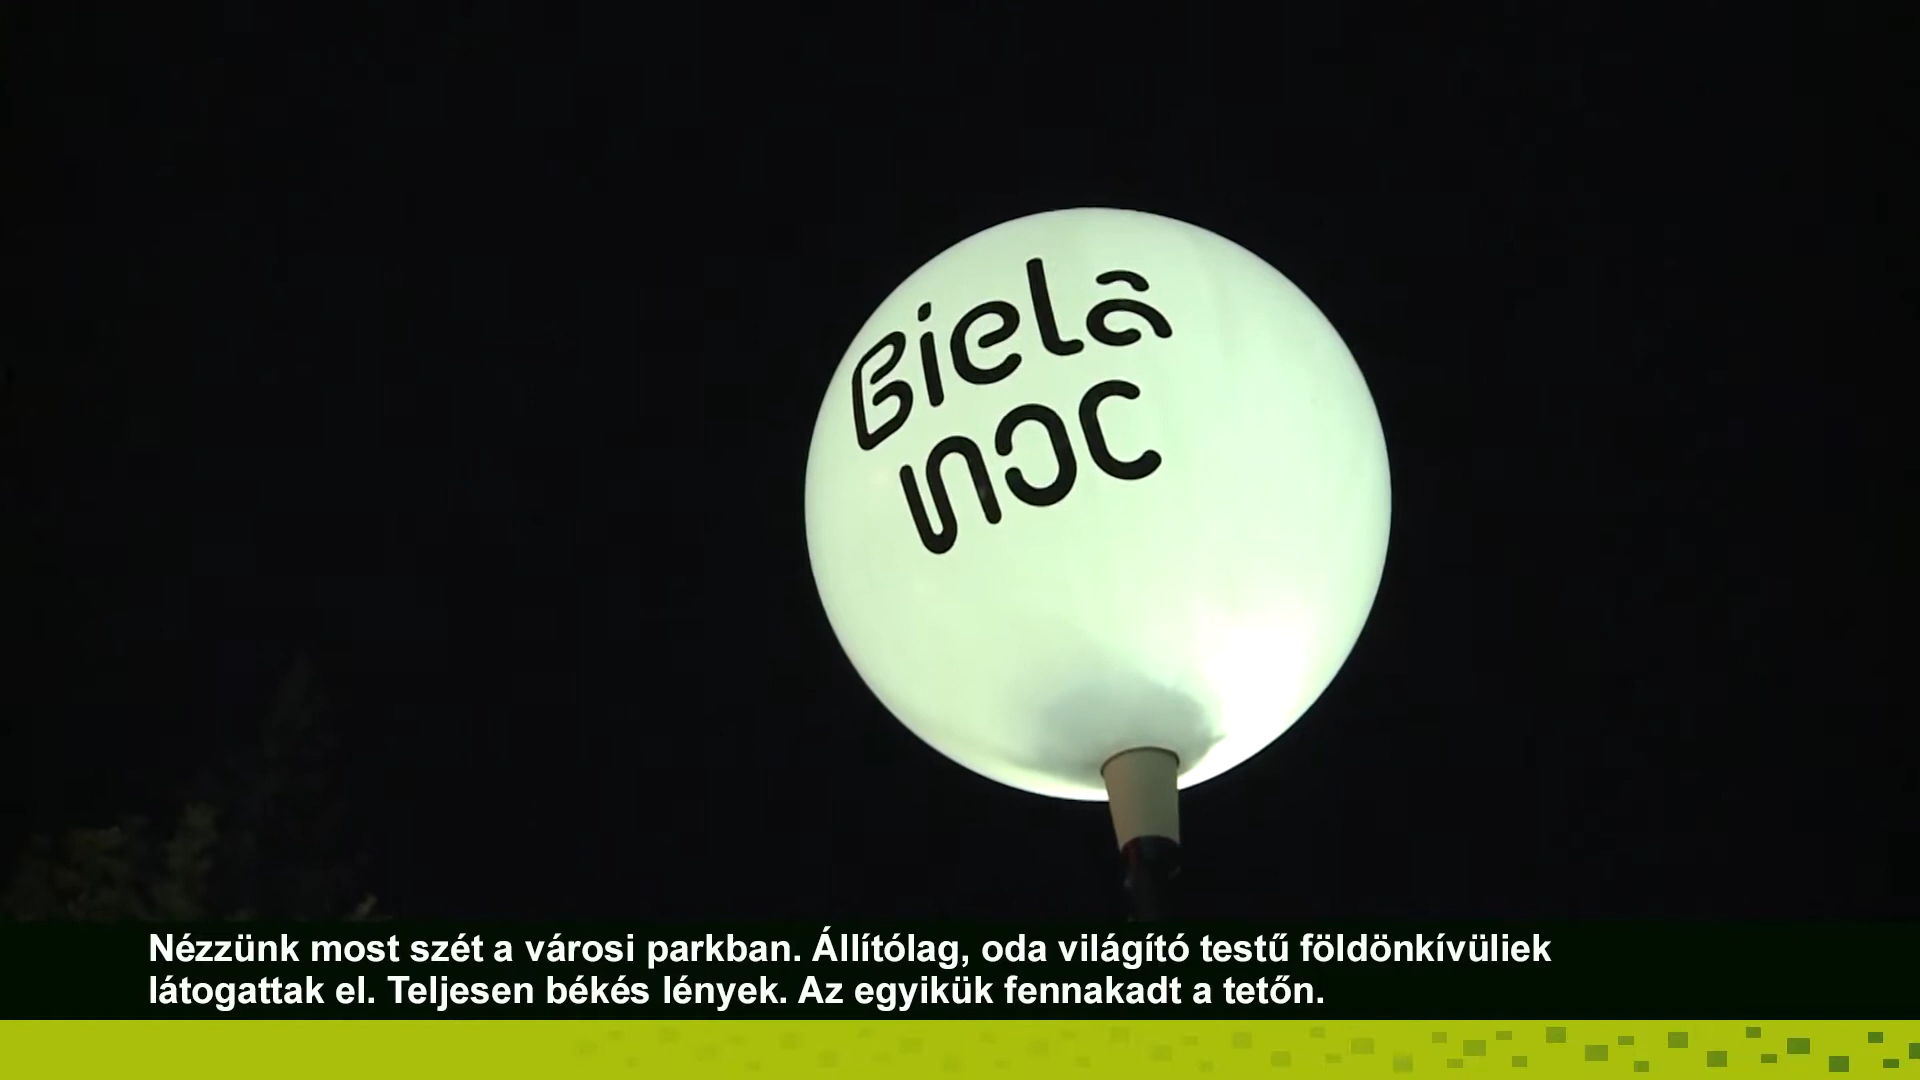 Biela
noc
Nézzünk most szét a városi parkban. Állítólag, oda világító testű földönkívüliek
látogattak el. Teljesen békés lények. Az egyikük fennakadt a tetőn.